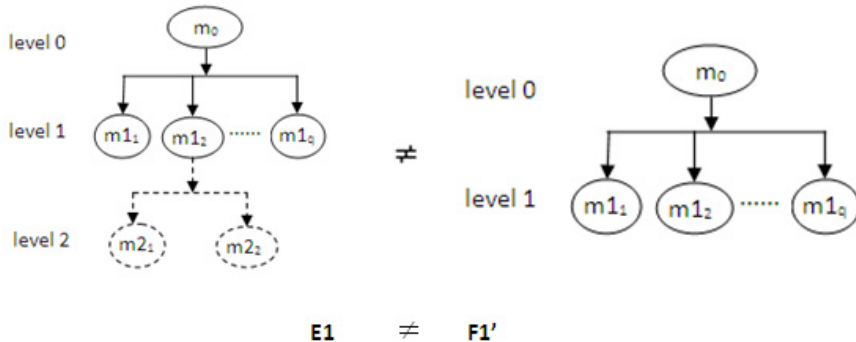 level 0
m₀
level 1
m1₁
m1₂
......
m1q
level 2
m2₁
m2₂
≠
level 0
m₀
level 1
m1₁
m1₂
......
m1q
E1 ≠ F1’